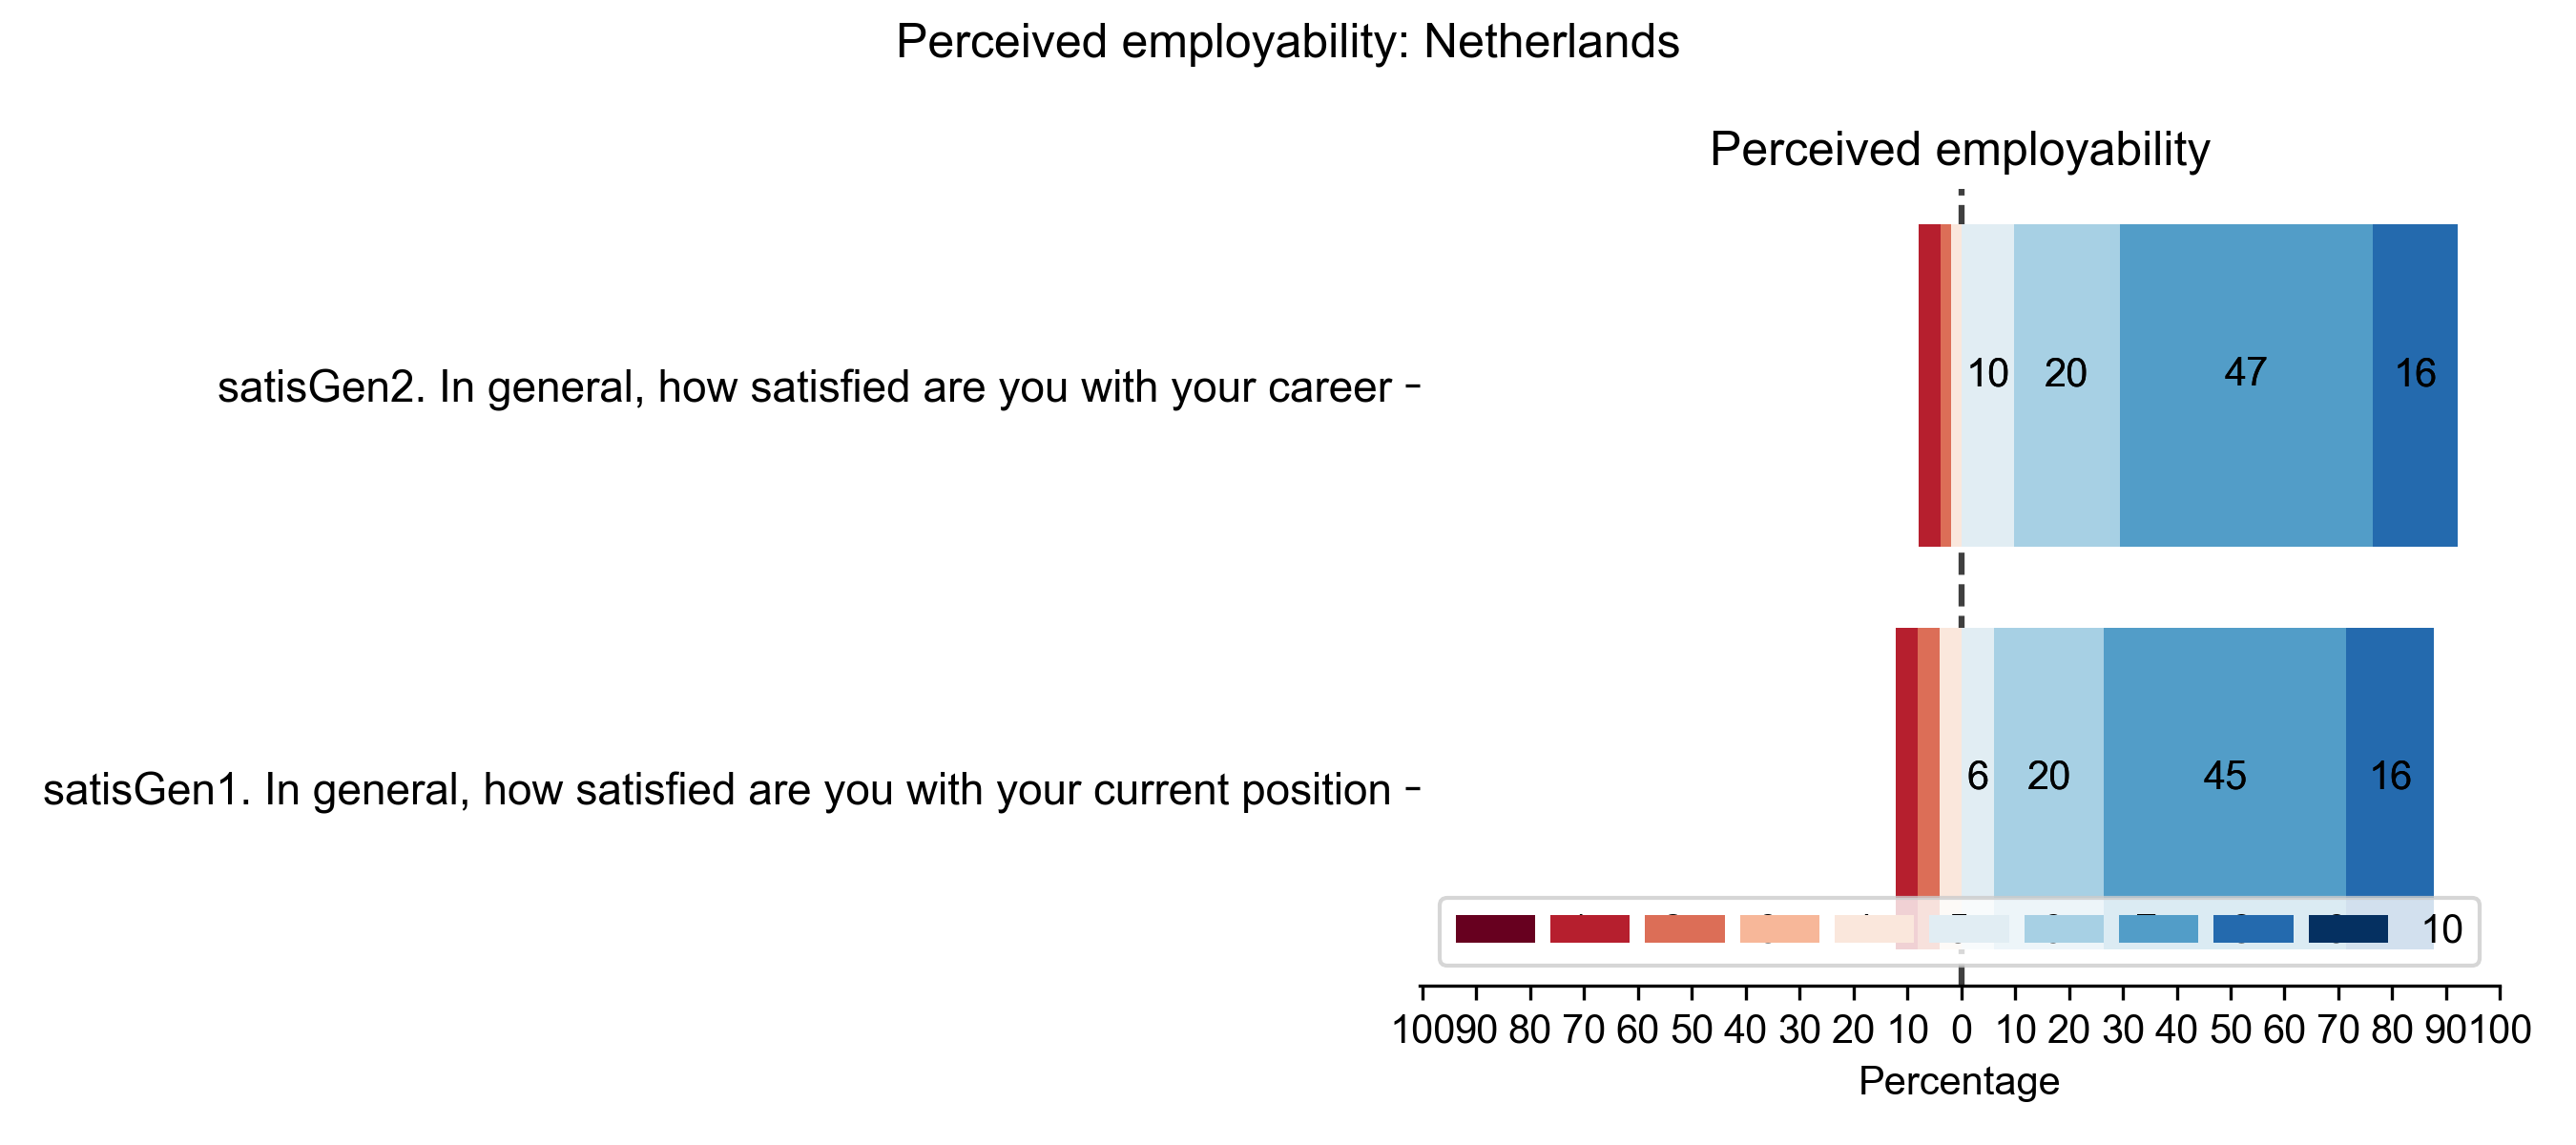 Perceived employability: Netherlands
Perceived employability
satisGen2. In general, how satisfied are you with your career
10 20 47 16
satisGen1. In general, how satisfied are you with your current position
6 20 45 16
10
100 90 80 70 60 50 40 30 20 10 0 10 20 30 40 50 60 70 80 90 100
Percentage